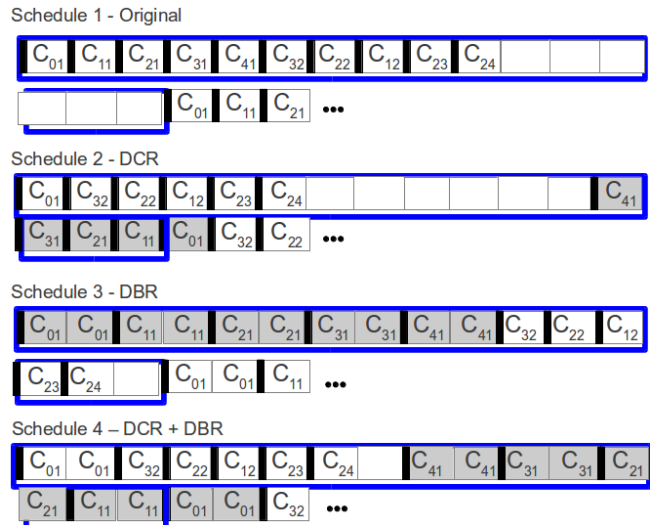 Schedule 1 - Original
C01 C11 C21 C31 C41 C32 C22 C12 C23 C24
C01 C11 C21 ...
Schedule 2 - DCR
C01 C32 C22 C12 C23 C24 C41
C31 C21 C11 C01 C32 C22 ...
Schedule 3 - DBR
C01 C01 C11 C11 C21 C21 C31 C31 C41 C41 C32 C22 C12
C23 C24 C01 C01 C11 ...
Schedule 4 – DCR + DBR
C01 C01 C32 C22 C12 C23 C24 C41 C41 C31 C31 C21
C21 C11 C11 C01 C01 C32 ...